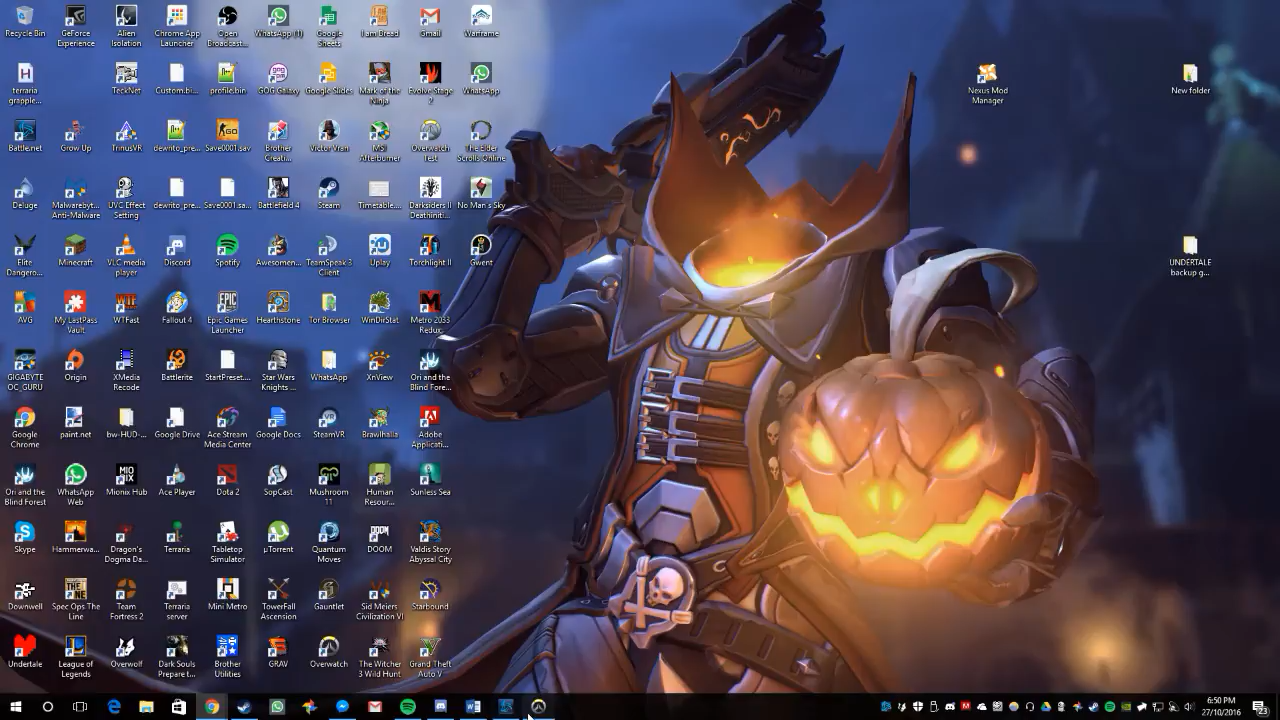 Recycle Bin
GeForce Experience
Alien Isolation
Chrome App Launcher
Open Broadcast...
WhatsApp (1)
Google Sheets
I am Bread
Gmail
Warframe
terraria grapple...
TeckNet
Custom.bi...
profile.bin
GOG Galaxy
Google Slides
Mark of the Ninja
Evolve Stage 2
WhatsApp
Nexus Mod Manager
New folder
Battle.net
Grow Up
TrinusVR
dewrito_pre...
Save0001.sav
Brother Creati...
Victor Vran
MSI Afterburner
Overwatch Test
The Elder Scrolls Online
Deluge
Malwareby... Anti-Malware
UVC Effect Setting
dewrito_pre...
Save0001.sa...
Battlefield 4
Steam
Timetable....
Darksiders II Deathiniti...
No Man's Sky
Elite Dangero...
Minecraft
VLC media player
Discord
Spotify
Awesomen...
TeamSpeak 3 Client
Uplay
Torchlight II
Gwent
UNDERTALE backup g...
AVG
My LastPass Vault
WTFast
Fallout 4
Epic Games Launcher
Hearthstone
Tor Browser
WinDirStat
Metro 2033 Redux
GIGABYTE OC_GURU
Origin
XMedia Recode
Battlerite
StartPreset....
Star Wars Knights ...
WhatsApp
XnView
Ori and the Blind Fore...
Google Chrome
paint.net
bw-HUD-...
Google Drive
Ace Stream Media Center
Google Docs
SteamVR
Brawlhalla
Adobe Applicati...
Ori and the Blind Forest
WhatsApp Web
Mionix Hub
Ace Player
Dota 2
SopCast
Mushroom 11
Human Resour...
Sunless Sea
Skype
Hammerwa...
Dragon's Dogma Da...
Terraria
Tabletop Simulator
µTorrent
Quantum Moves
DOOM
Valdis Story Abyssal City
Downwell
Spec Ops The Line
Team Fortress 2
Terraria server
Mini Metro
TowerFall Ascension
Gauntlet
Sid Meiers Civilization VI
Starbound
Undertale
League of Legends
Overwolf
Dark Souls Prepare t...
Brother Utilities
GRAV
Overwatch
The Witcher 3 Wild Hunt
Grand Theft Auto V
6:50 PM
27/10/2016